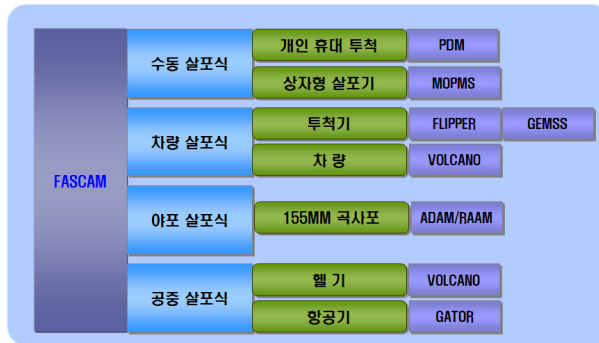 FASCAM
수동 살포식
개인 휴대 투척
PDM
상자형 살포기
MOPMS
차량 살포식
투척기
FLIPPER
GEMSS
차 량
VOLCANO
야포 살포식
155MM 곡사포
ADAM/RAAM
공중 살포식
헬 기
VOLCANO
항공기
GATOR